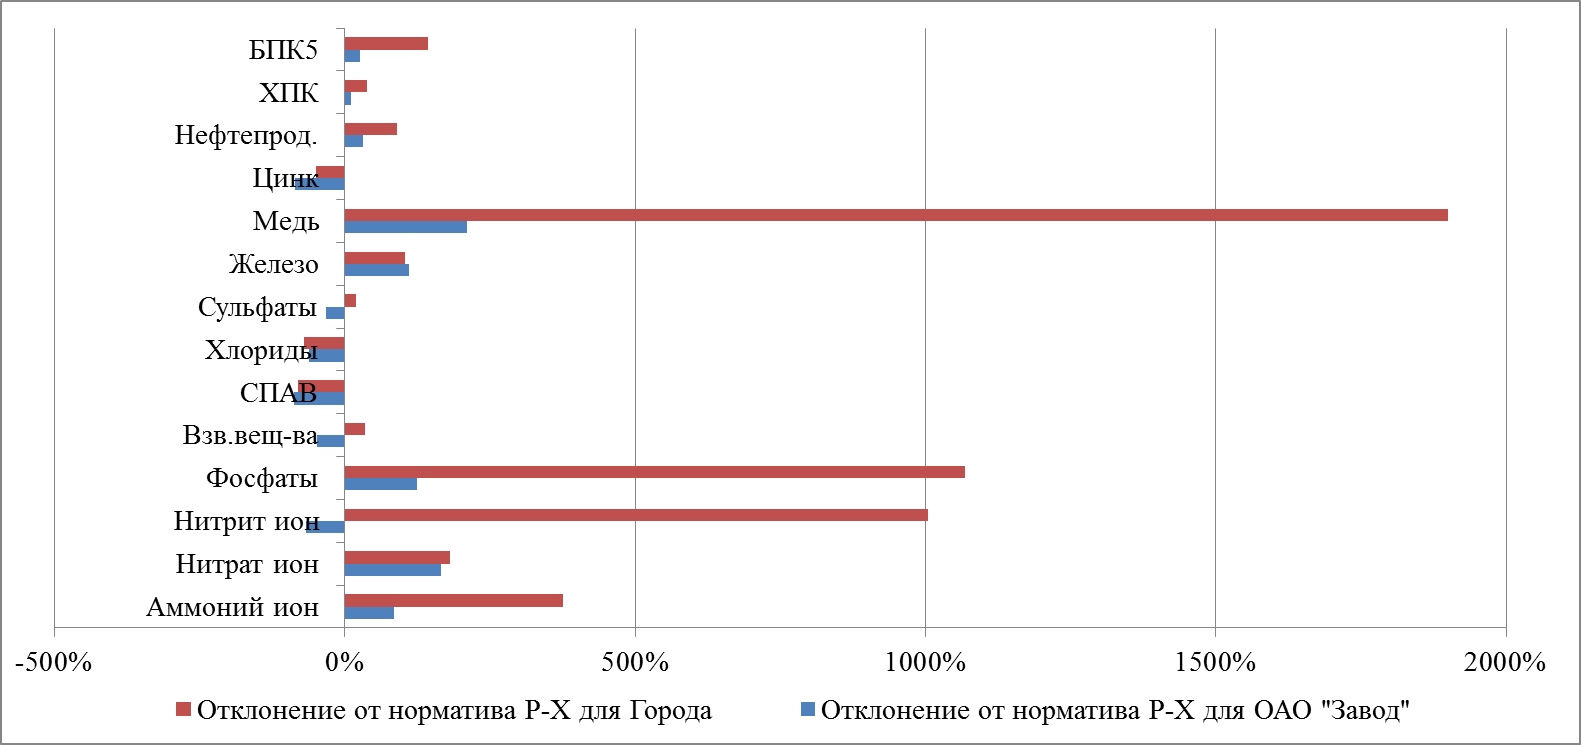 БПК5
ХПК
Нефтепрод.
Цинк
Медь
Железо
Сульфаты
Хлориды
СПАВ
Взв.вещ-ва
Фосфаты
Нитрит ион
Нитрат ион
Аммоний ион
-500% 0% 500% 1000% 1500% 2000%
Отклонение от норматива Р-Х для Города Отклонение от норматива Р-Х для ОАО "Завод"